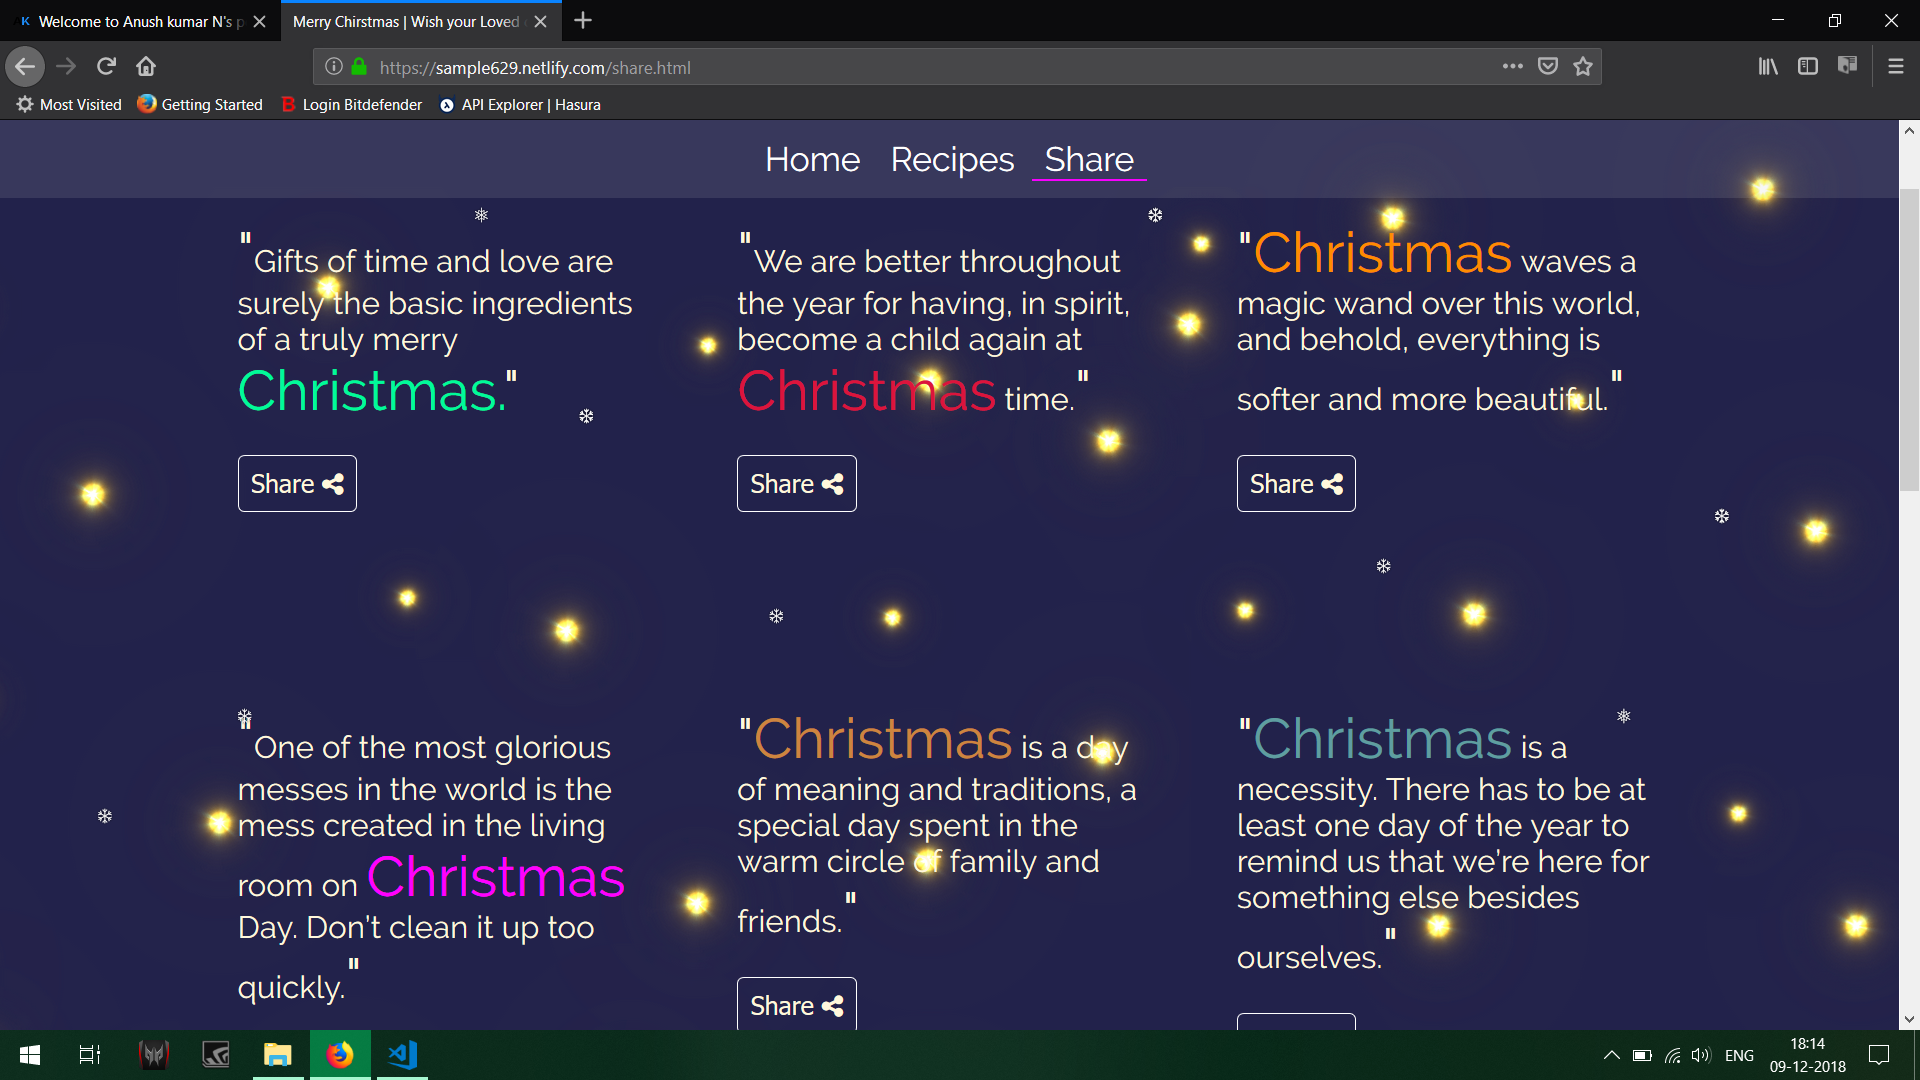 K Welcome to Anush kumar N's p
Merry Chirstmas | Wish your Loved
https://sample629.netlify.com/share.html
Most Visited Getting Started B Login Bitdefender API Explorer | Hasura
Home Recipes Share
"Gifts of time and love are
surely the basic ingredients
of a truly merry
Christmas."
Share
"We are better throughout
the year for having, in spirit,
become a child again at
Christmas time."
Share
"Christmas waves a
magic wand over this world,
and behold, everything is
softer and more beautiful."
Share
"One of the most glorious
messes in the world is the
mess created in the living
room on Christmas
Day. Don’t clean it up too
quickly."
"Christmas is a day
of meaning and traditions, a
special day spent in the
warm circle of family and
friends."
Share
"Christmas is a
necessity. There has to be at
least one day of the year to
remind us that we’re here for
something else besides
ourselves."
ENG
18:14
09-12-2018